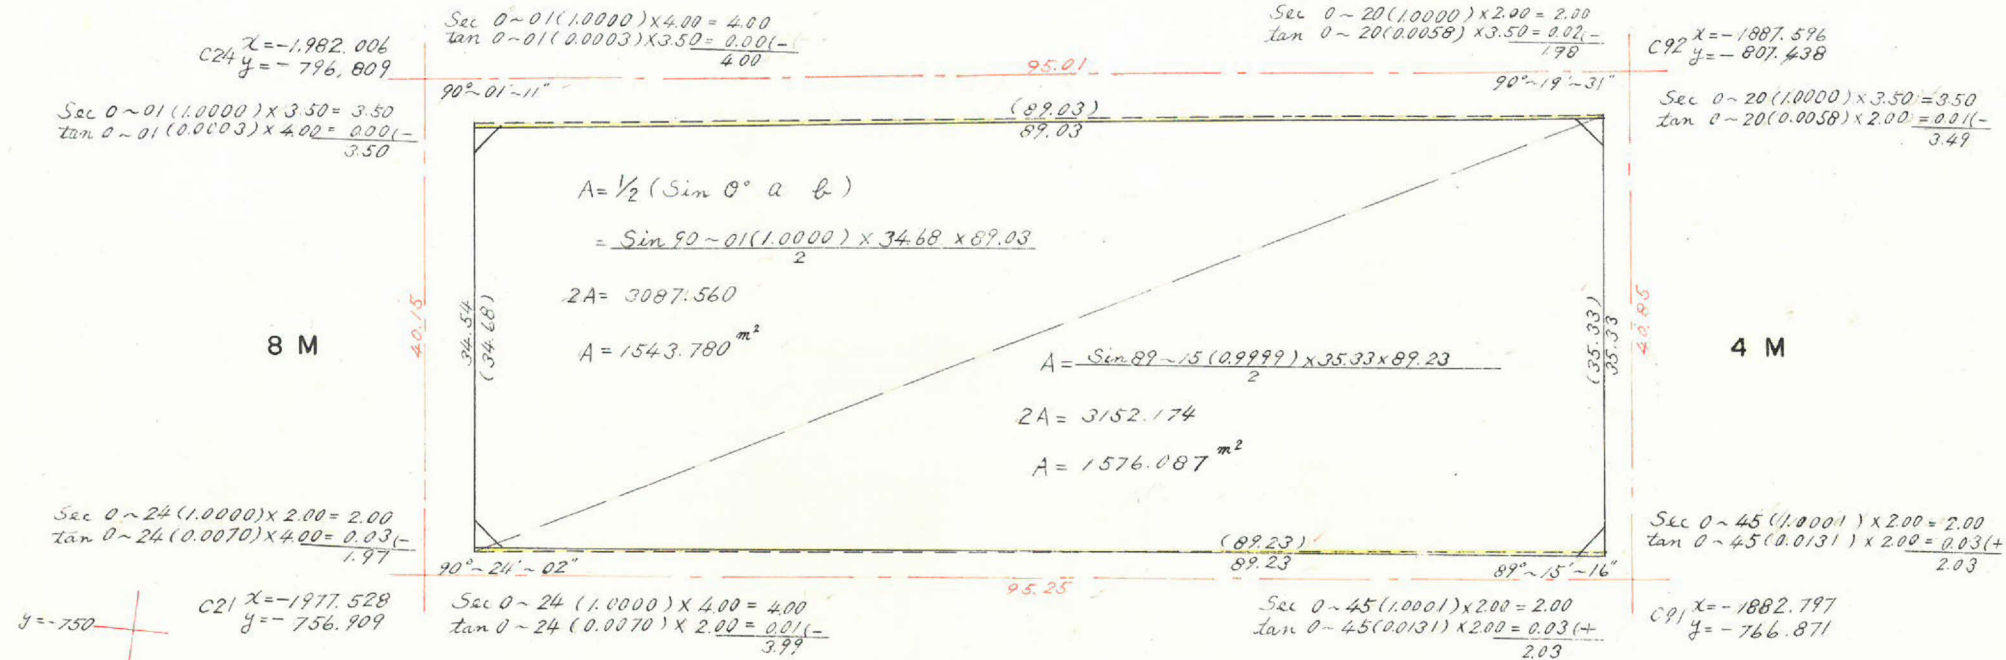 Sec 0~01(1.0000)×4.00=4.00
tan 0~01(0.0003)×3.50=0.00(-
4.00
Sec 0~20(1.0000)×2.00=2.00
tan 0~20(0.0058)×3.50=0.02(-
1.98
C24 x=-1.982.006
y=-796,809
C92 x=-1887.596
y=-807.438
95.01
90°~01'~11"
90°~19'~31"
Sec 0~01(1.0000)×3.50=3.50
tan 0~01(0.0003)×4.00=0.00(-
3.50
Sec 0~20(1.0000)×3.50=3.50
tan 0~20(0.0058)×2.00=0.01(-
3.49
(89.03)
89.03
A=1/2(Sin θ° a b)
=Sin 90~01(1.0000)×34.68×89.03
2
2A=3087.560
A=1543.780m²
8 M
40.15
34.54
(34.68)
A=Sin 89~15(0.9999)×35.33×89.23
2
2A=3152.174
A=1576.087m²
(35.33)
35.33
40.85
4 M
Sec 0~24(1.0000)×2.00=2.00
tan 0~24(0.0070)×4.00=0.03(-
1.97
Sec 0~45(1.0001)×2.00=2.00
tan 0~45(0.0131)×2.00=0.03(+
2.03
(89.23)
89.23
90°~24'~02"
89°~15'~16"
95.25
C21 x=-1977.528
y=-756.909
y=-750
Sec 0~24(1.0000)×4.00=4.00
tan 0~24(0.0070)×2.00=0.01(-
3.99
Sec 0~45(1.0001)×2.00=2.00
tan 0~45(0.0131)×2.00=0.03(+
2.03
C91 x=-1882.797
y=-766.871